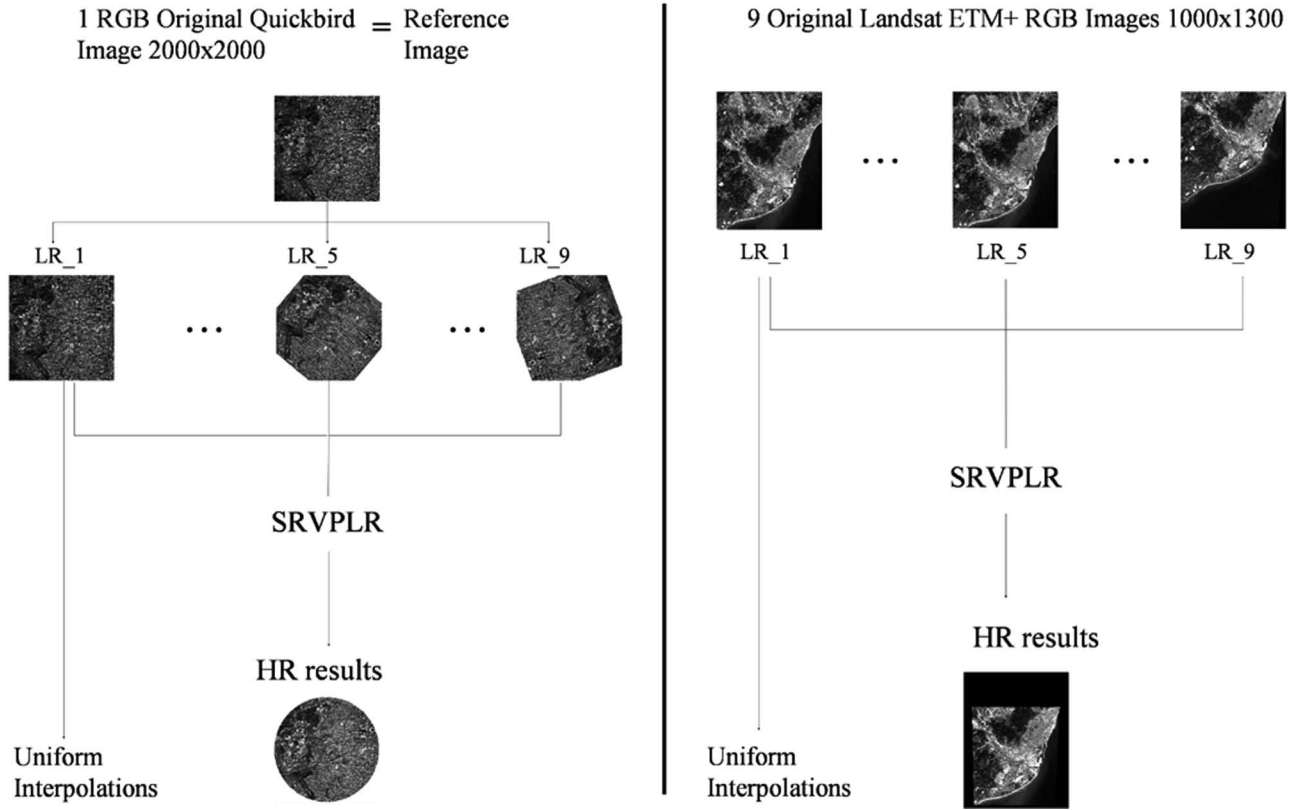 1 RGB Original Quickbird = Reference
Image 2000x2000 Image
LR_1 LR_5 LR_9
... ...
SRVPLR
HR results
Uniform
Interpolations
9 Original Landsat ETM+ RGB Images 1000x1300
... ...
LR_1 LR_5 LR_9
SRVPLR
HR results
Uniform
Interpolations